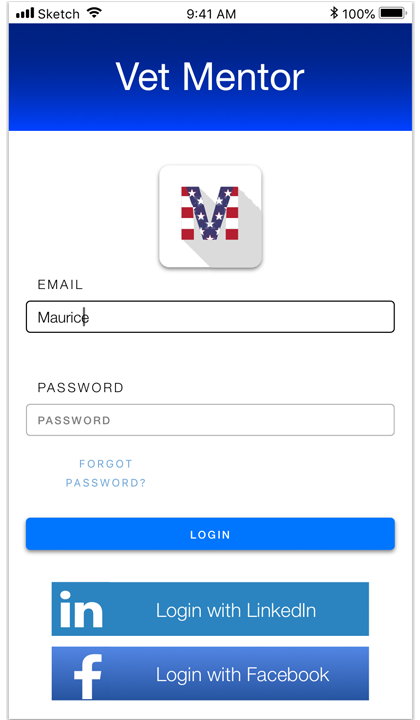 Sketch 9:41 AM 100%
Vet Mentor
V
EMAIL
Maurice
PASSWORD
PASSWORD
FORGOT
PASSWORD?
LOGIN
in Login with LinkedIn
f Login with Facebook